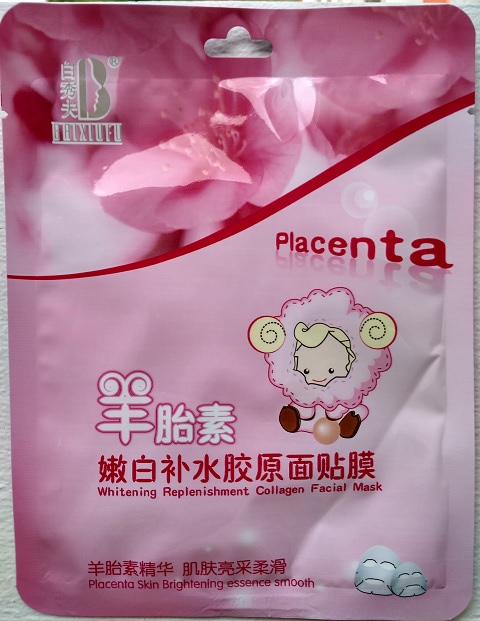 白秀夫®
BAIXIUFU
Placenta
羊胎素
嫩白补水胶原面贴膜
Whitening Replenishment Collagen Facial Mask
羊胎素精华 肌肤亮采柔滑
Placenta Skin Brightening essence smooth